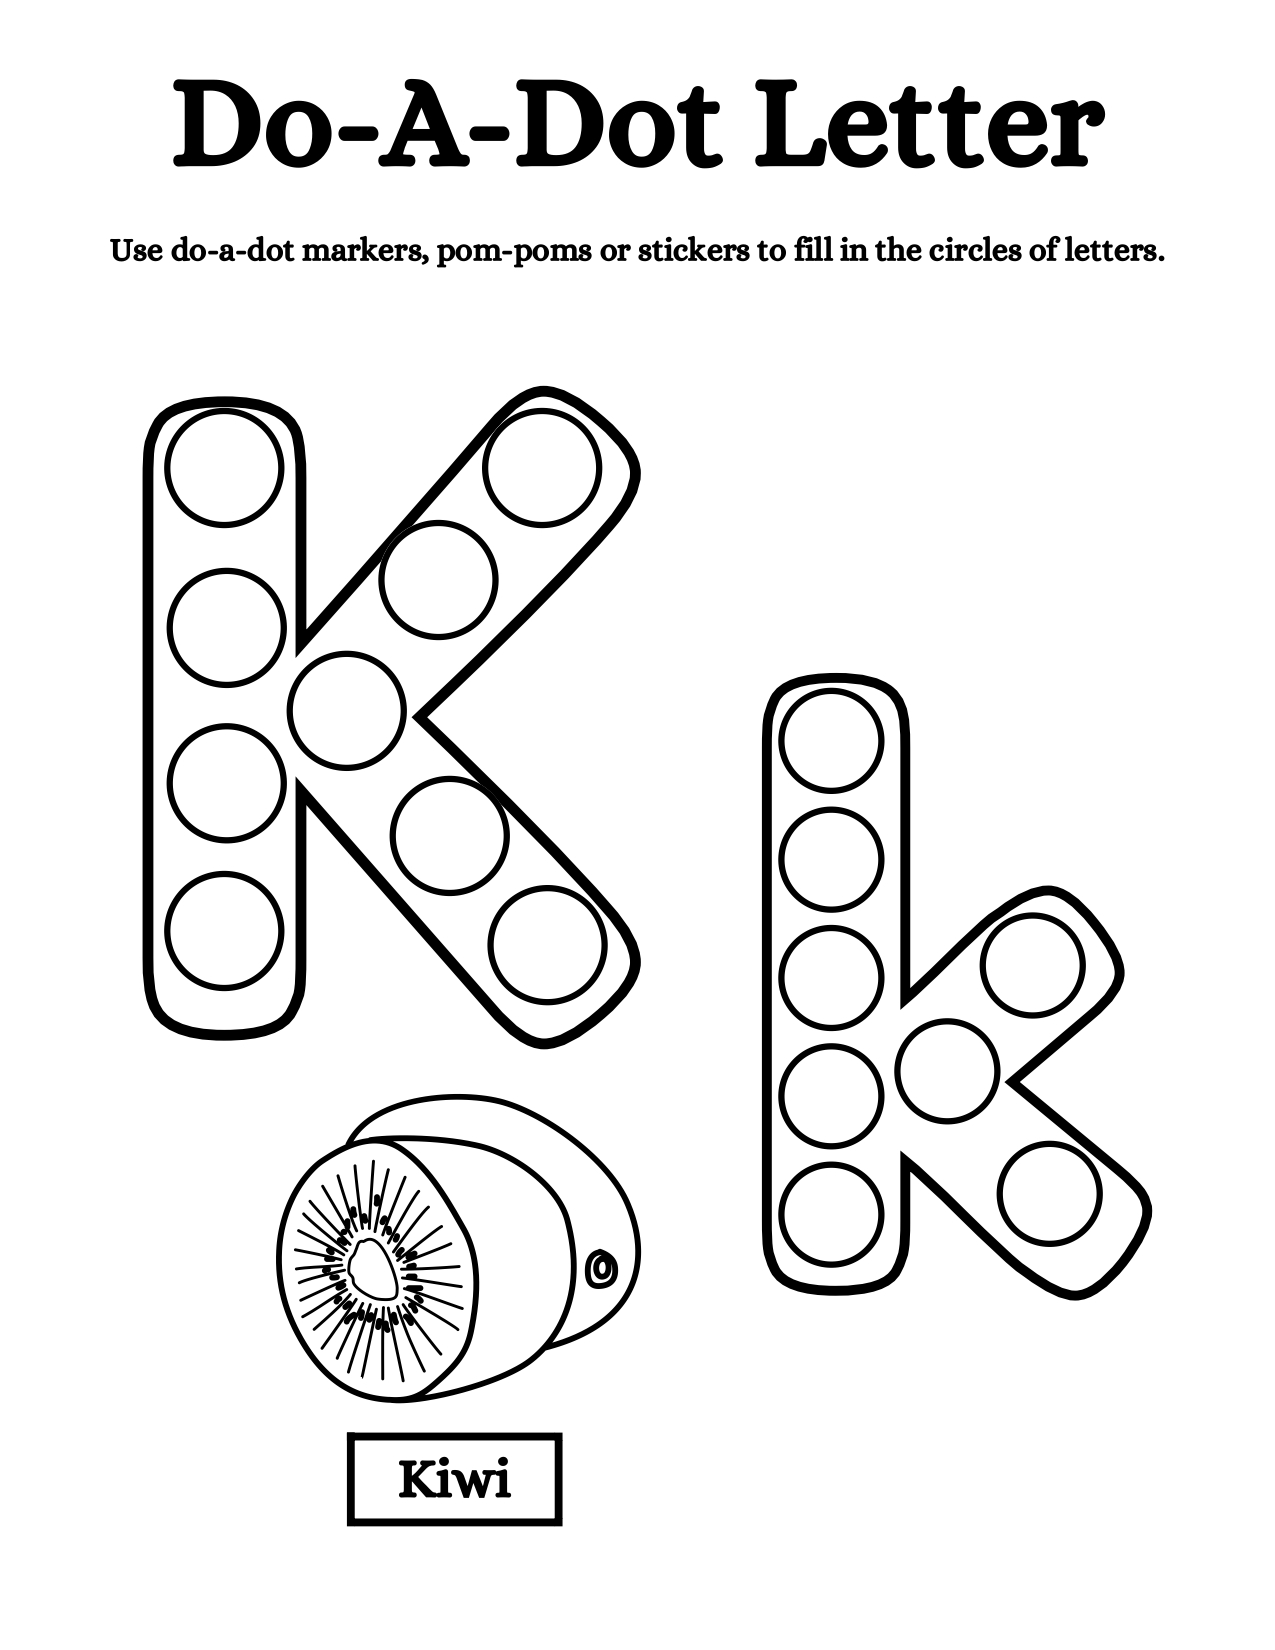 Do-A-Dot Letter
Use do-a-dot markers, pom-poms or stickers to fill in the circles of letters.
K
k
Kiwi